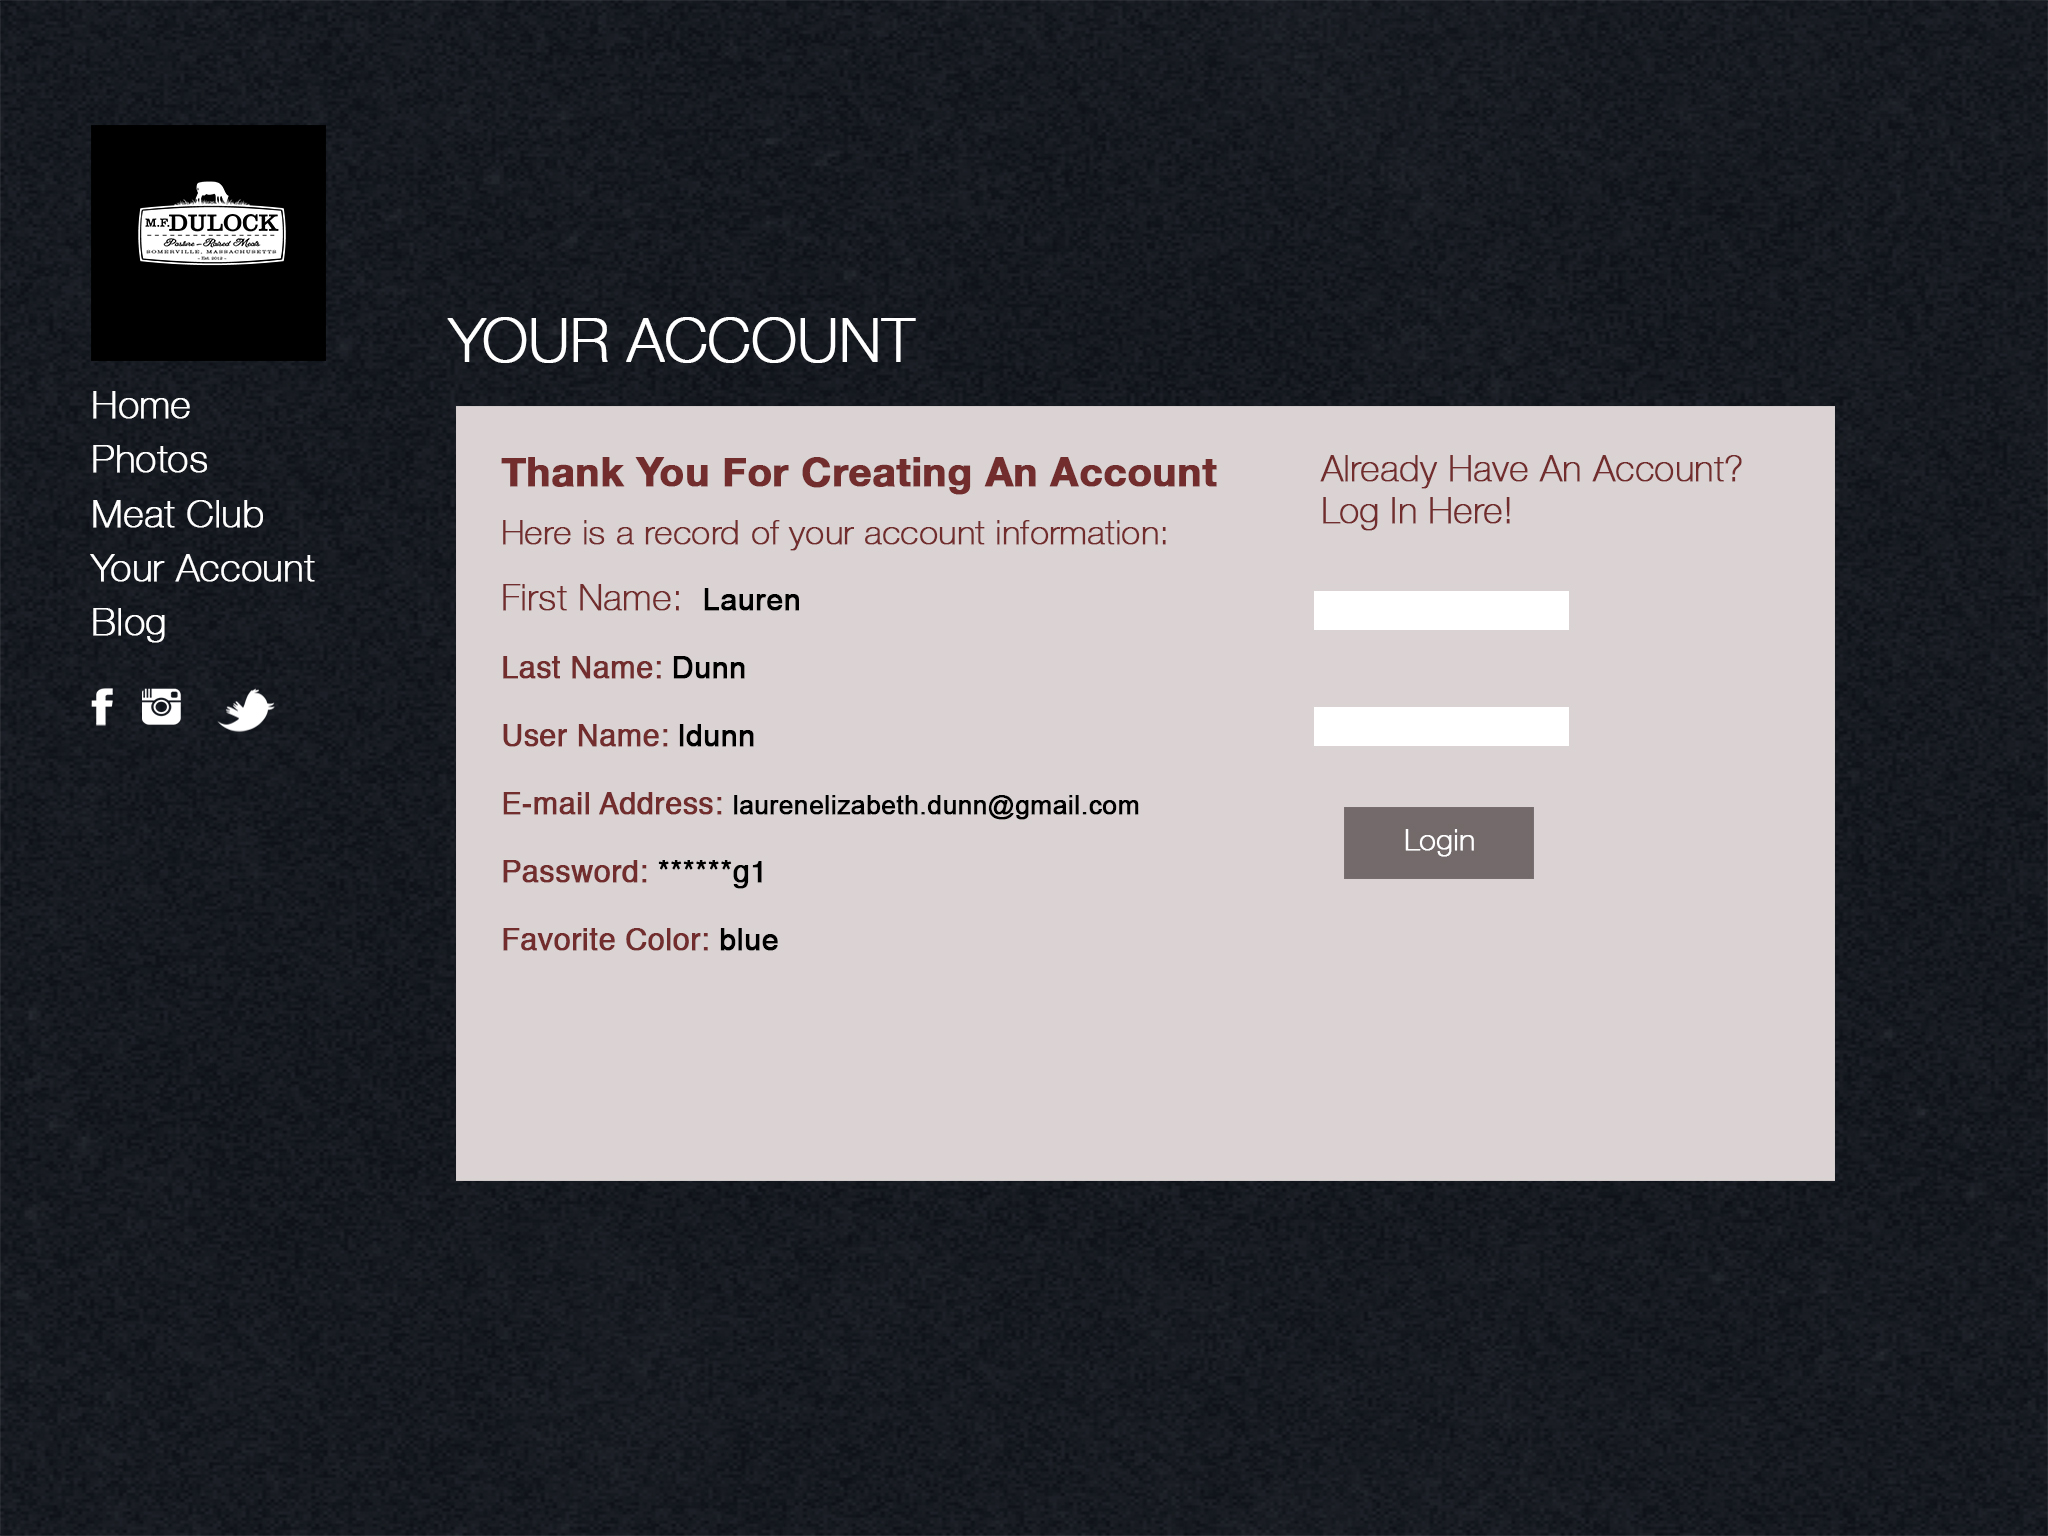 M.F. DULOCK
Pasture – Raised Meats
SOMERVILLE, MASSACHUSETTS
- Est. 2012 -
Home
Photos
Meat Club
Your Account
Blog
YOUR ACCOUNT
Thank You For Creating An Account
Here is a record of your account information:
First Name: Lauren
Last Name: Dunn
User Name: ldunn
E-mail Address: laurenelizabeth.dunn@gmail.com
Password: ******g1
Favorite Color: blue
Already Have An Account?
Log In Here!
Login